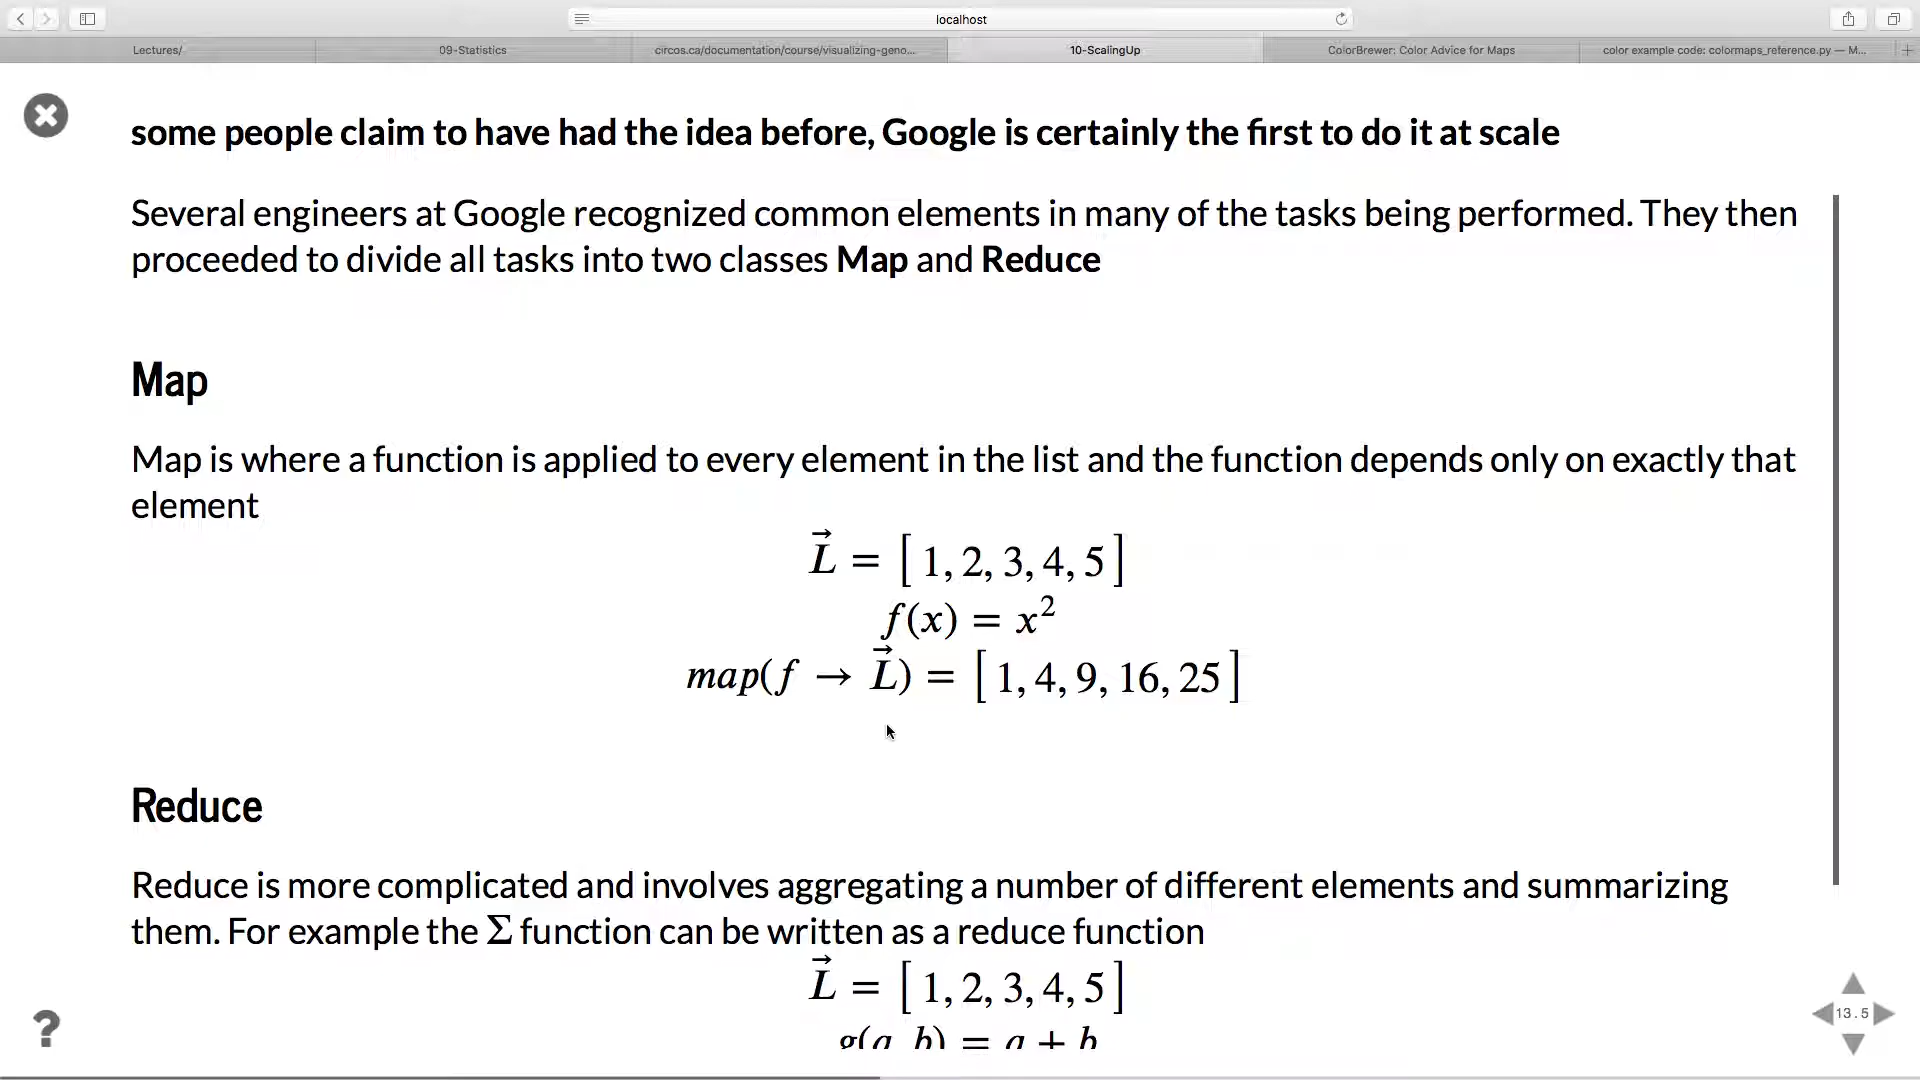 localhost
Lectures/
09-Statistics
circos.ca/documentation/course/visualizing-geno...
10-ScalingUp
ColorBrewer: Color Advice for Maps
color example code: colormaps_reference.py — M...
some people claim to have had the idea before, Google is certainly the first to do it at scale
Several engineers at Google recognized common elements in many of the tasks being performed. They then
proceeded to divide all tasks into two classes Map and Reduce
Map
Map is where a function is applied to every element in the list and the function depends only on exactly that
element
L⃗ = [1, 2, 3, 4, 5]
f(x) = x²
map(f → L⃗) = [1, 4, 9, 16, 25]
Reduce
Reduce is more complicated and involves aggregating a number of different elements and summarizing
them. For example the Σ function can be written as a reduce function
L⃗ = [1, 2, 3, 4, 5]
g(a, b) = a + b
?
13.5